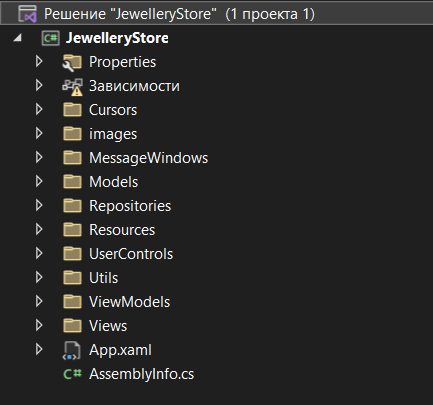 Решение "JewelleryStore" (1 проекта 1)
JewelleryStore
Properties
Зависимости
Cursors
images
MessageWindows
Models
Repositories
Resources
UserControls
Utils
ViewModels
Views
App.xaml
C# AssemblyInfo.cs